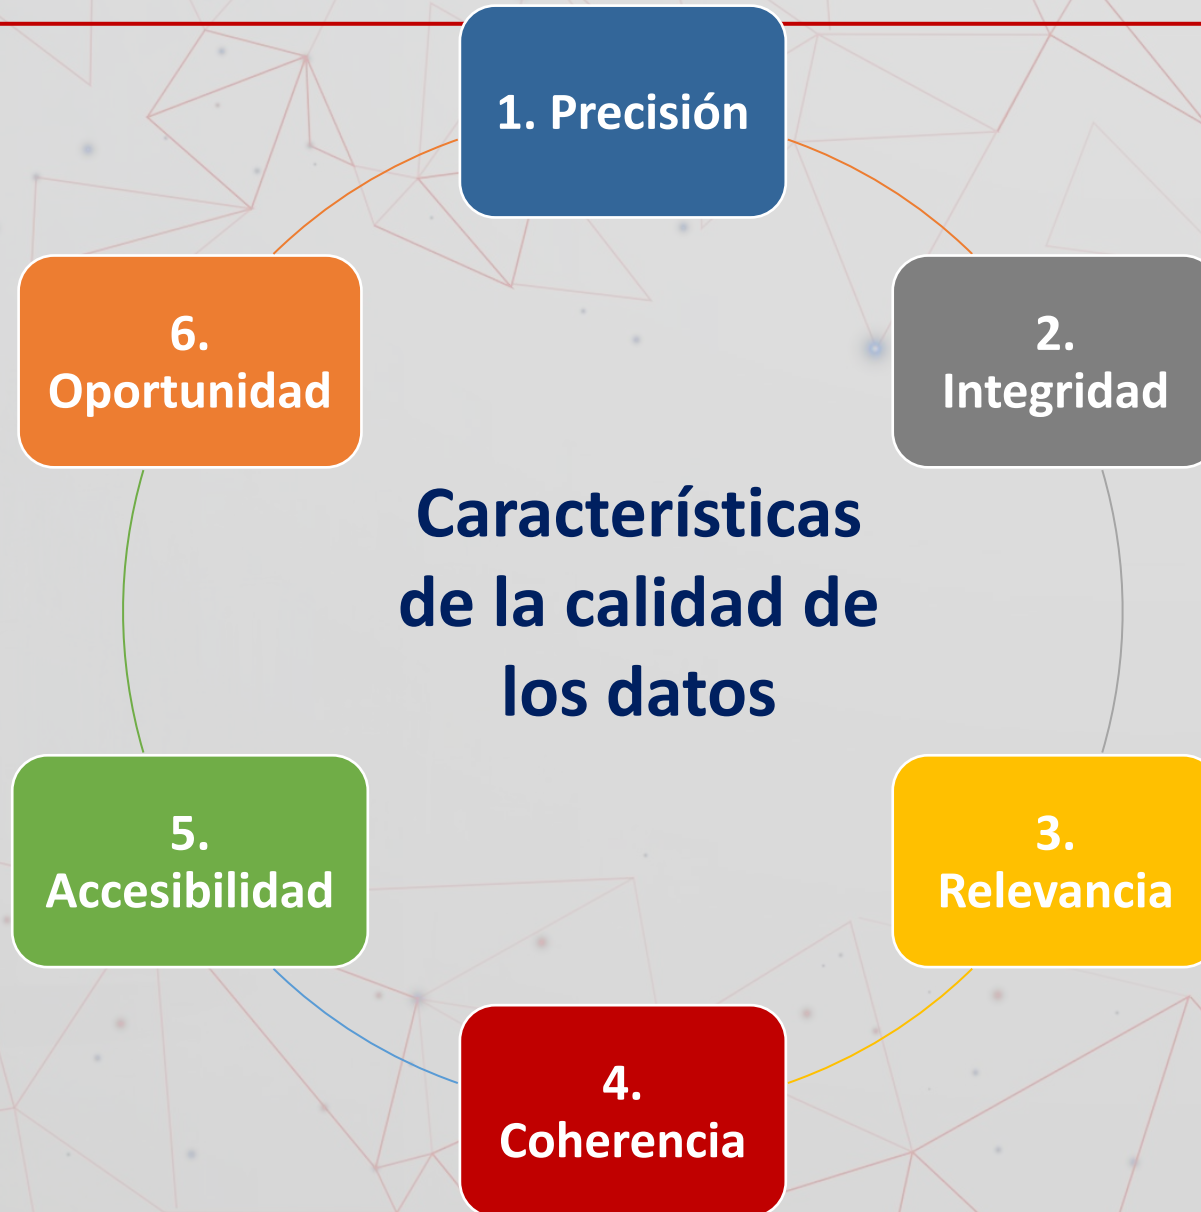 1. Precisión
2.
Integridad
3.
Relevancia
4.
Coherencia
5.
Accesibilidad
6.
Oportunidad
Características
de la calidad de
los datos